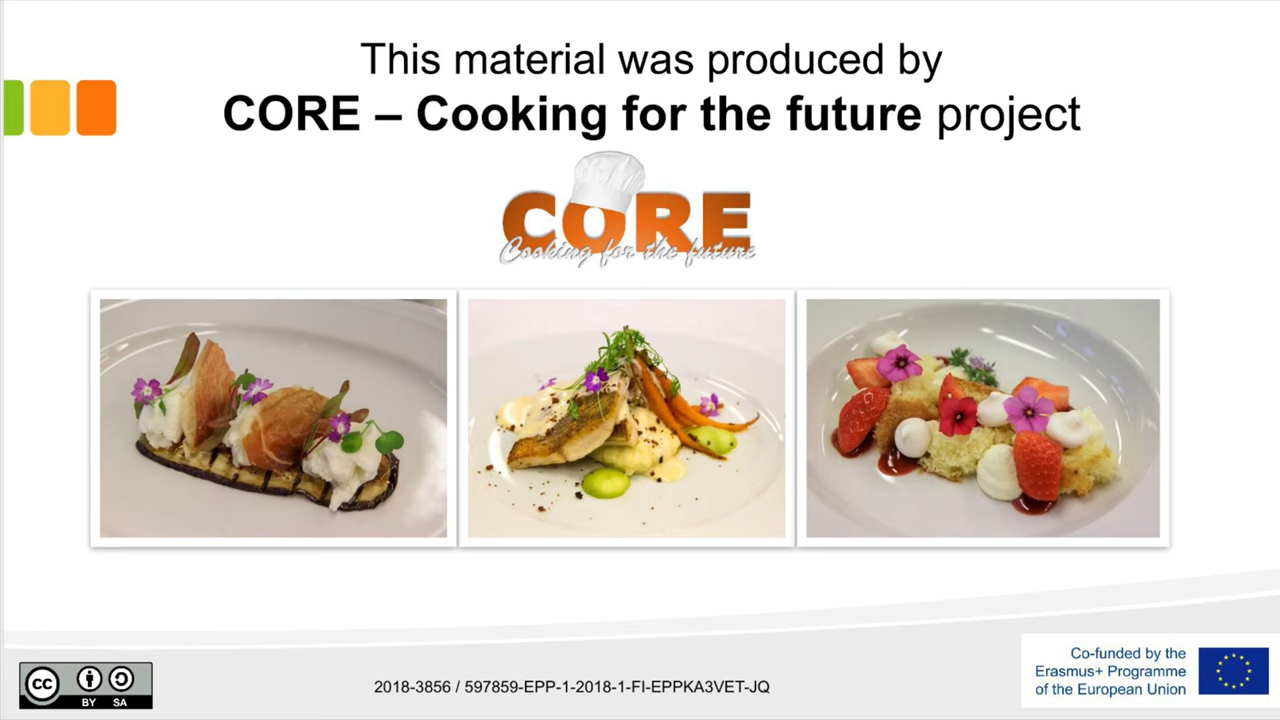 This material was produced by
CORE – Cooking for the future project
CORE
Cooking for the future
cc
BY SA
2018-3856 / 597859-EPP-1-2018-1-FI-EPPKA3VET-JQ
Co-funded by the
Erasmus+ Programme
of the European Union